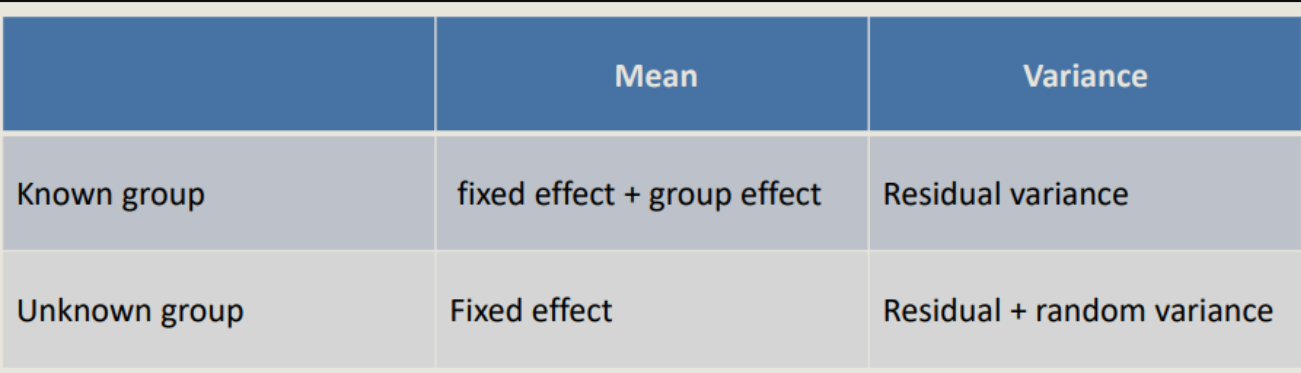 Mean Variance
Known group fixed effect + group effect Residual variance
Unknown group Fixed effect Residual + random variance